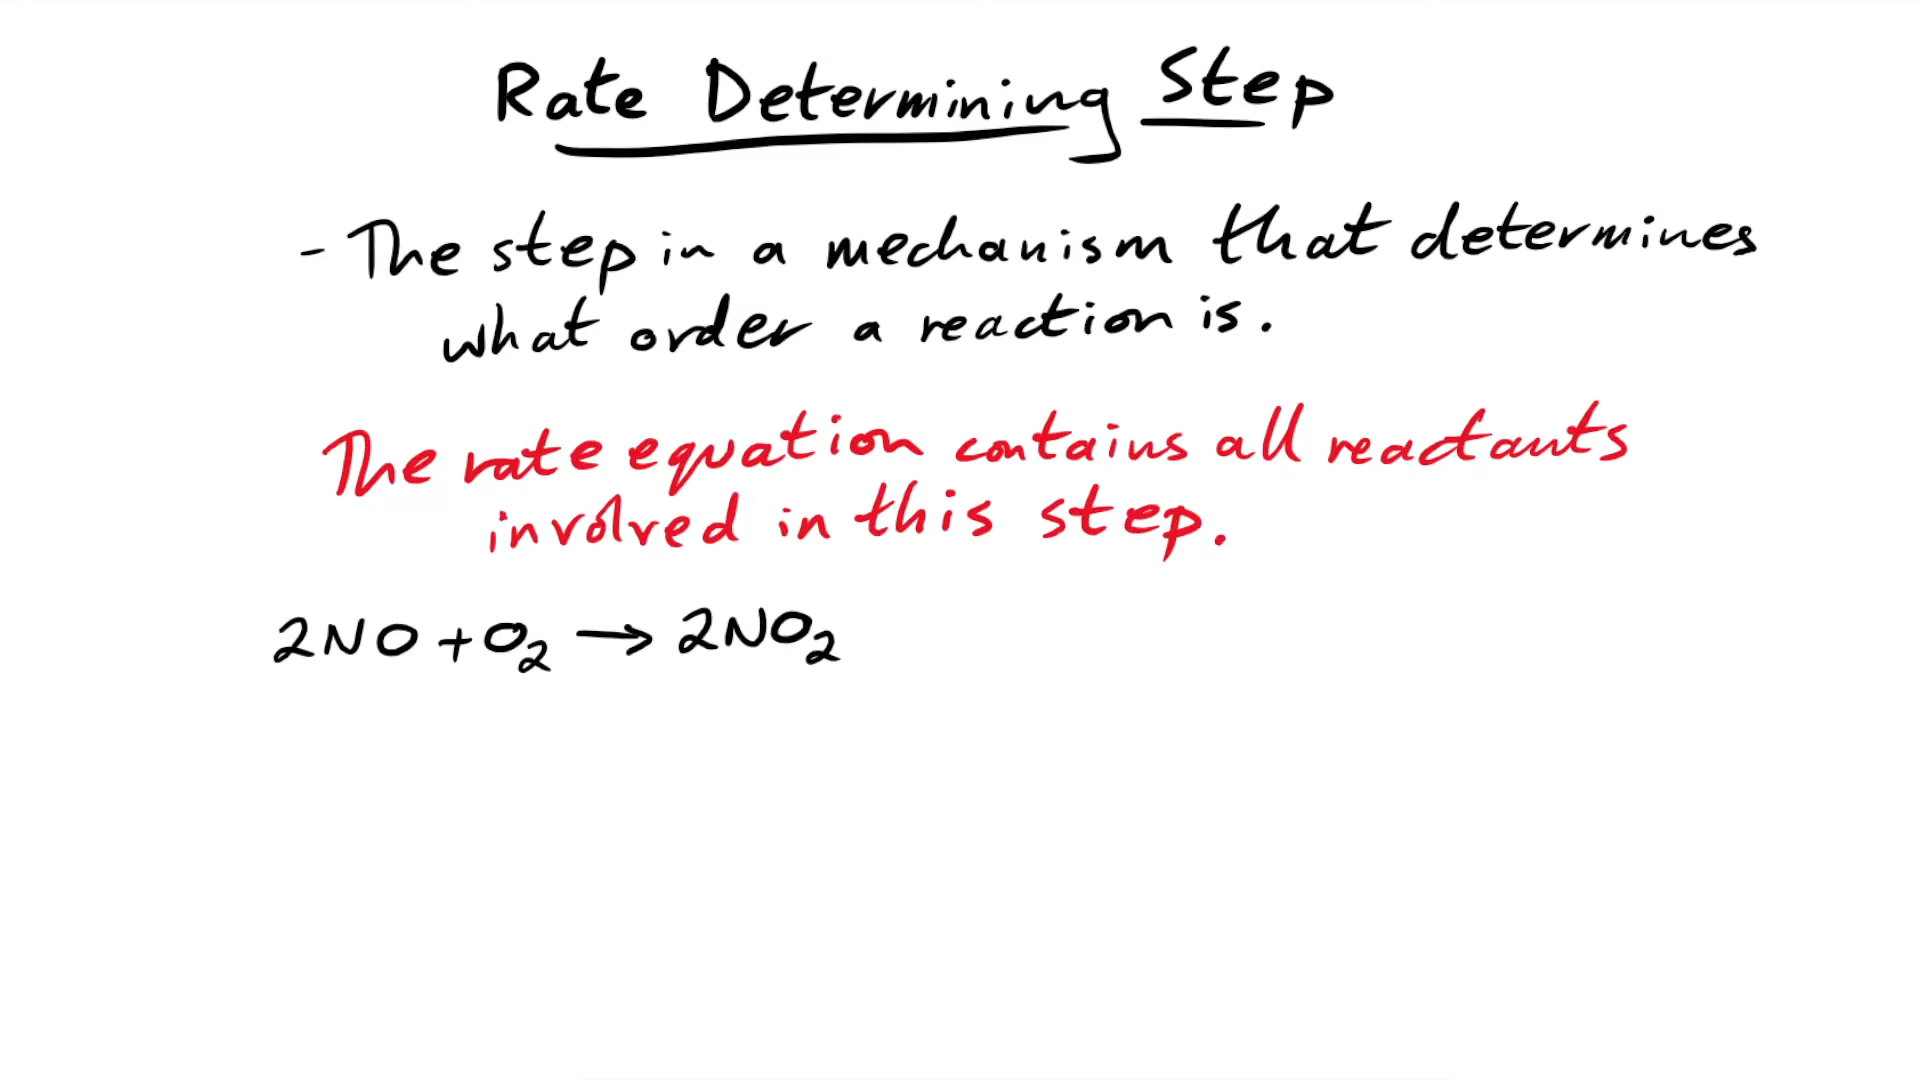 Rate Determining Step
- The step in a mechanism that determines
what order a reaction is.
The rate equation contains all reactants
involved in this step.
2NO + O₂ → 2NO₂